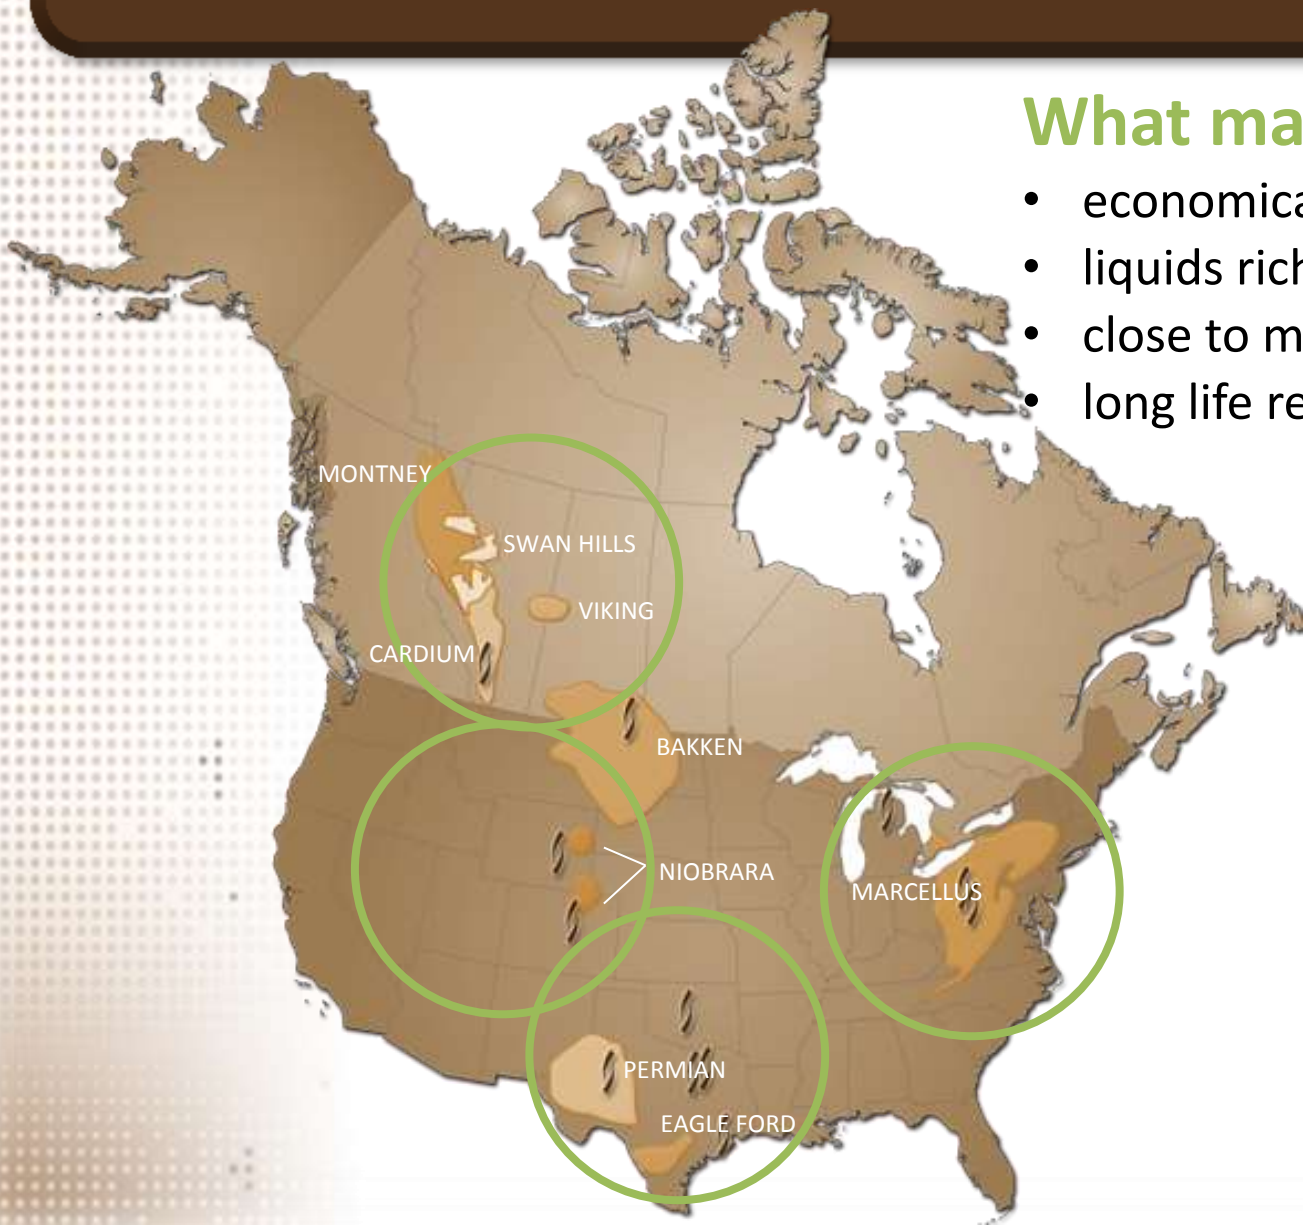 What ma
• economica
• liquids rich
• close to m
• long life re
MONTNEY
SWAN HILLS
VIKING
CARDIUM
BAKKEN
NIOBRARA
MARCELLUS
PERMIAN
EAGLE FORD